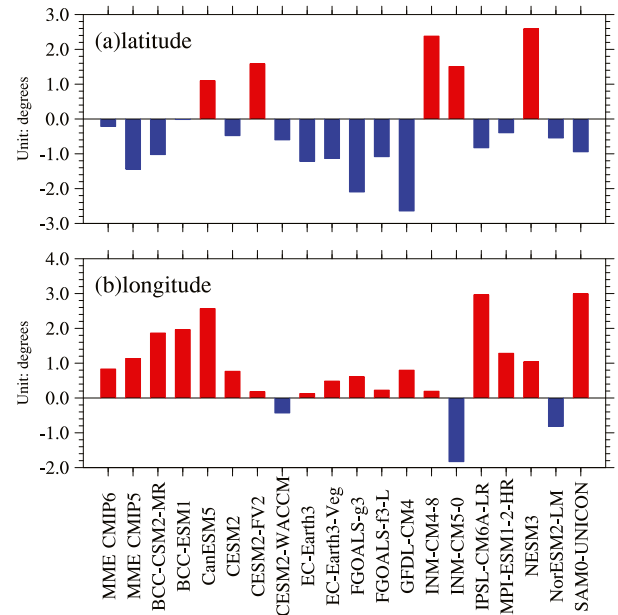 (a)latitude
Unit: degrees
3.0
2.0
1.0
0.0
-1.0
-2.0
-3.0
(b)longitude
Unit: degrees
4.0
3.0
2.0
1.0
0.0
-1.0
-2.0
MME CMIP6
MME CMIP5
BCC-CSM2-MR
BCC-ESM1
CanESM5
CESM2
CESM2-FV2
CESM2-WACCM
EC-Earth3
EC-Earth3-Veg
FGOALS-g3
FGOALS-f3-L
GFDL-CM4
INM-CM4-8
INM-CM5-0
IPSL-CM6A-LR
MPI-ESM1-2-HR
NESM3
NorESM2-LM
SAM0-UNICON